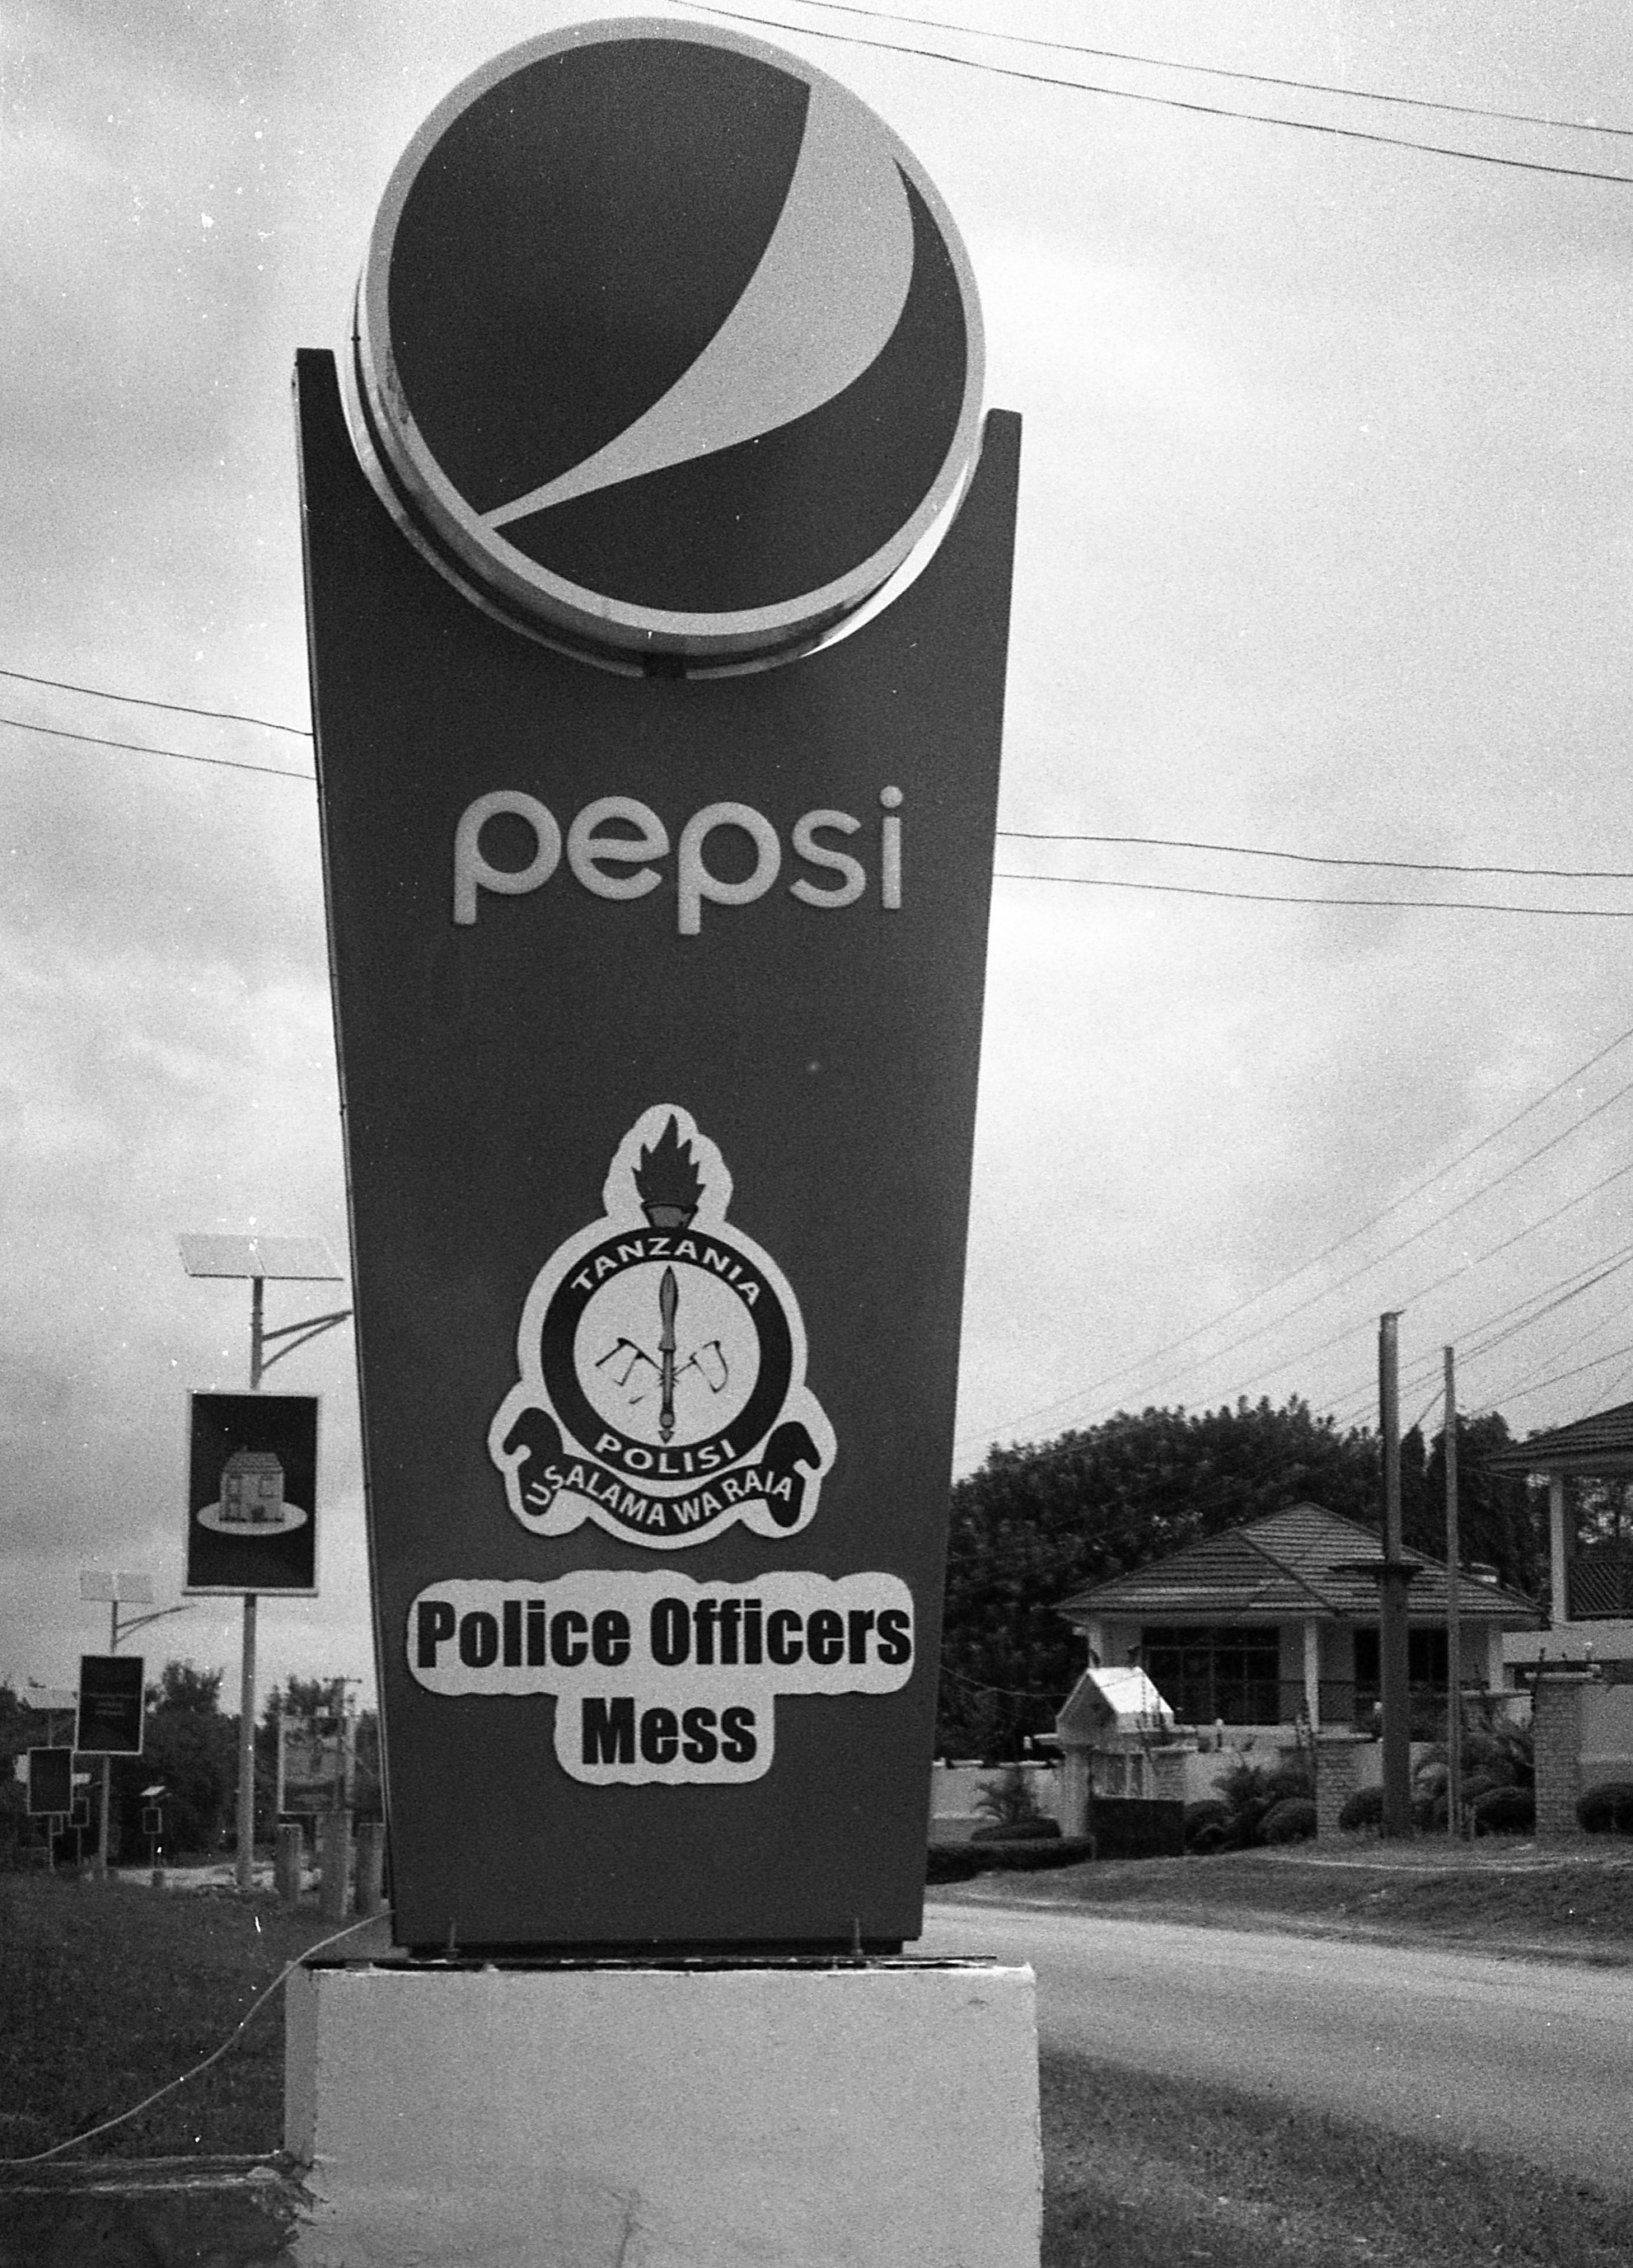 pepsi
TANZANIA
POLISI
USALAMA WA RAIA
Police Officers
Mess